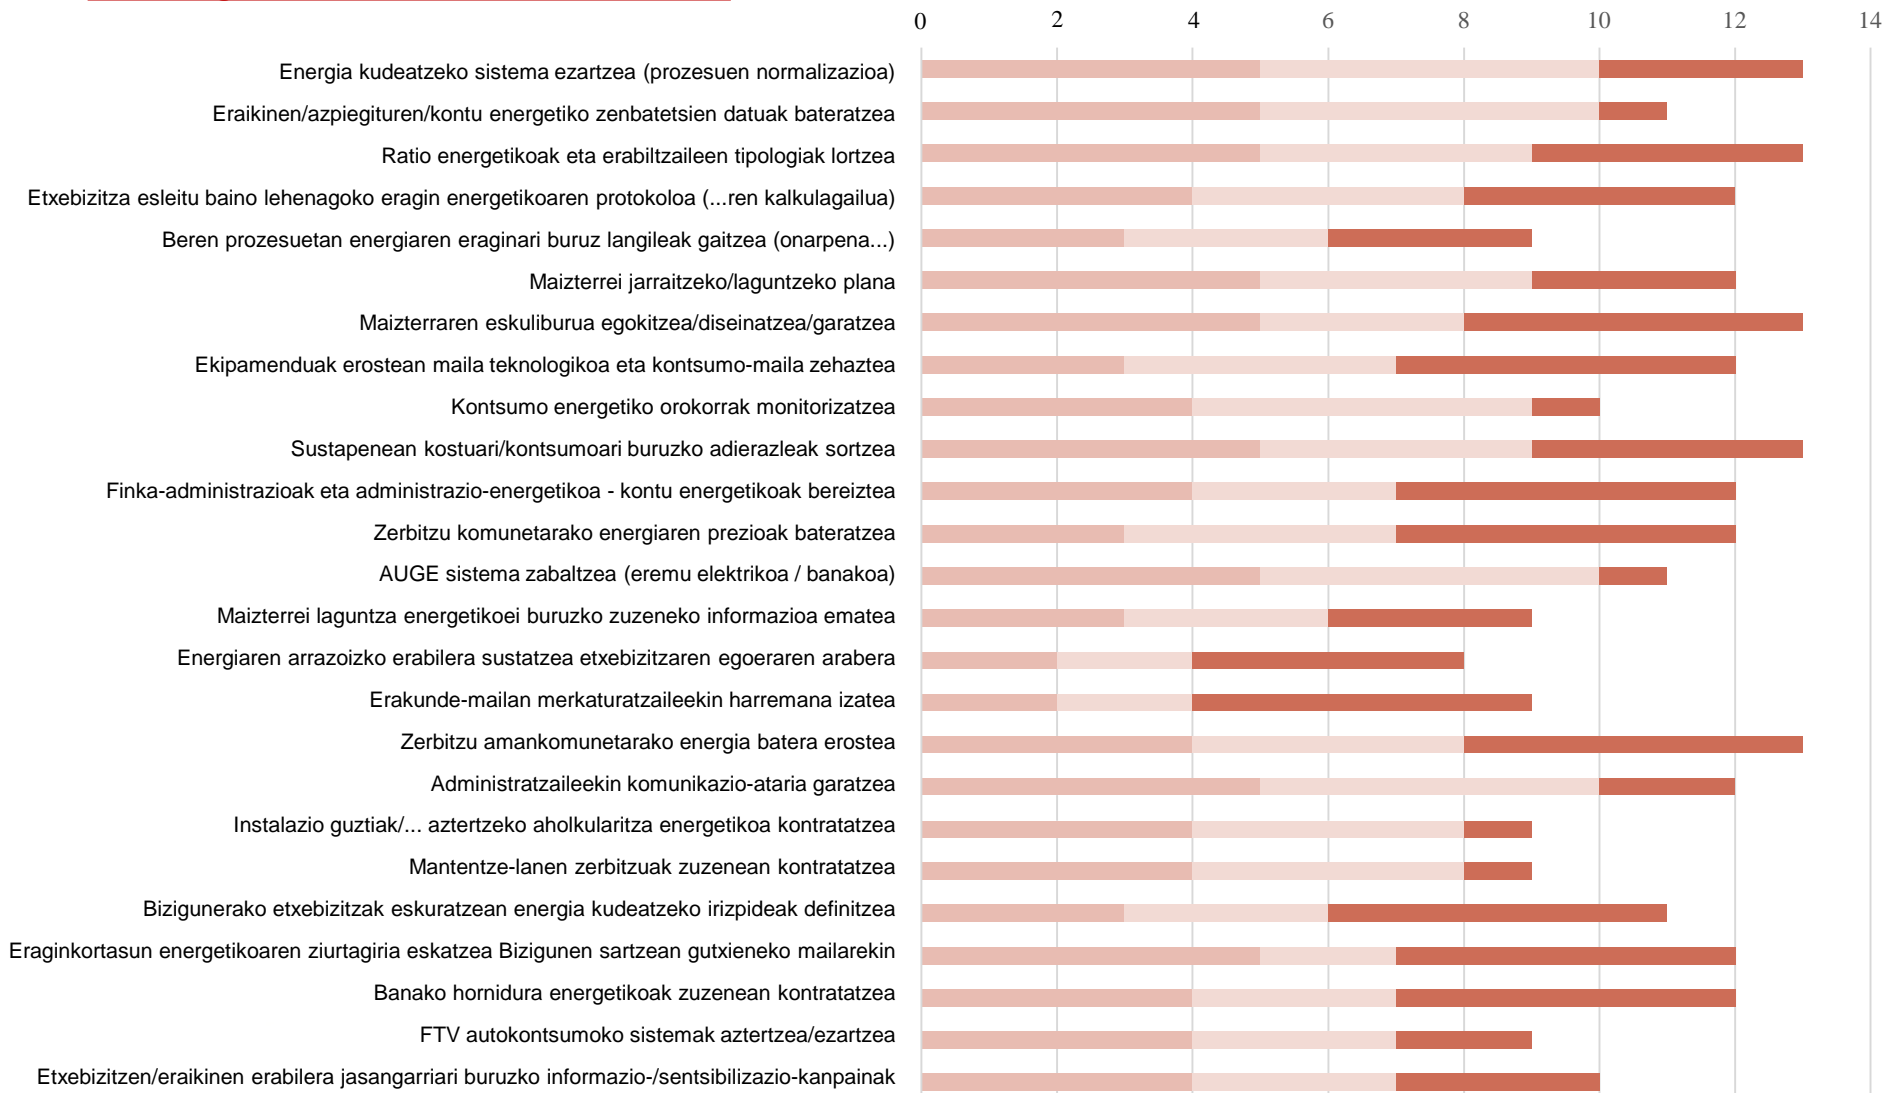 0 2 4 6 8 10 12 14
Energia kudeatzeko sistema ezartzea (prozesuen normalizazioa)
Eraikinen/azpiegituren/kontu energetiko zenbatetsien datuak bateratzea
Ratio energetikoak eta erabiltzaileen tipologiak lortzea
Etxebizitza esleitu baino lehenagoko eragin energetikoaren protokoloa (...ren kalkulagailua)
Beren prozesuetan energiaren eraginari buruz langileak gaitzea (onarpena...)
Maizterrei jarraitzeko/laguntzeko plana
Maizterraren eskuliburua egokitzea/diseinatzea/garatzea
Ekipamenduak erostean maila teknologikoa eta kontsumo-maila zehaztea
Kontsumo energetiko orokorrak monitorizatzea
Sustapenean kostuari/kontsumoari buruzko adierazleak sortzea
Finka-administrazioak eta administrazio-energetikoa - kontu energetikoak bereiztea
Zerbitzu komunetarako energiaren prezioak bateratzea
AUGE sistema zabaltzea (eremu elektrikoa / banakoa)
Maizterrei laguntza energetikoei buruzko zuzeneko informazioa ematea
Energiaren arrazoizko erabilera sustatzea etxebizitzaren egoeraren arabera
Erakunde-mailan merkaturatzaileekin harremana izatea
Zerbitzu amankomunetarako energia batera erostea
Administratzaileekin komunikazio-ataria garatzea
Instalazio guztiak/... aztertzeko aholkularitza energetikoa kontratatzea
Mantentze-lanen zerbitzuak zuzenean kontratatzea
Bizigunerako etxebizitzak eskuratzean energia kudeatzeko irizpideak definitzea
Eraginkortasun energetikoaren ziurtagiria eskatzea Bizigunen sartzean gutxieneko mailarekin
Banako hornidura energetikoak zuzenean kontratatzea
FTV autokontsumoko sistemak aztertzea/ezartzea
Etxebizitzen/eraikinen erabilera jasangarriari buruzko informazio-/sentsibilizazio-kanpainak